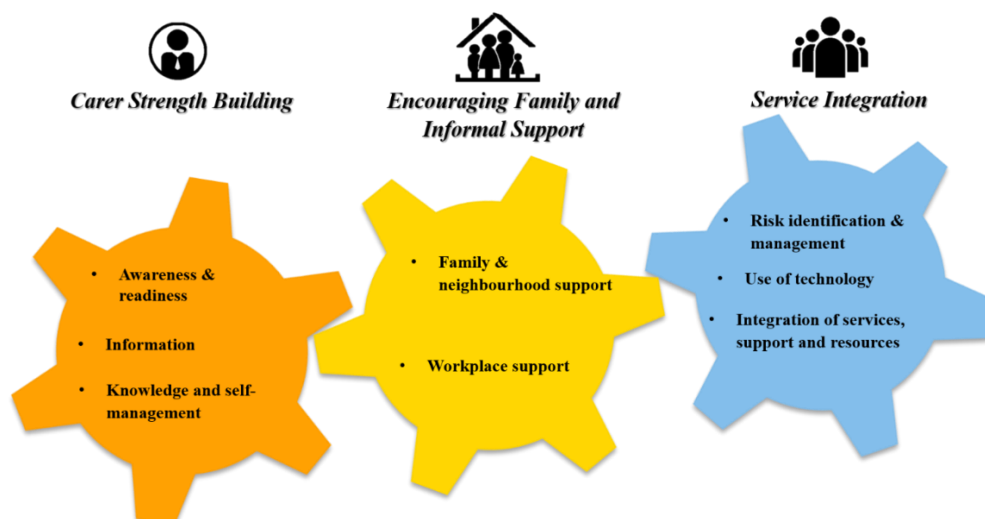 Carer Strength Building
Encouraging Family and
Informal Support
Service Integration
• Awareness &
readiness
• Information
• Knowledge and self-
management
• Family &
neighbourhood support
• Workplace support
• Risk identification &
management
• Use of technology
• Integration of services,
support and resources